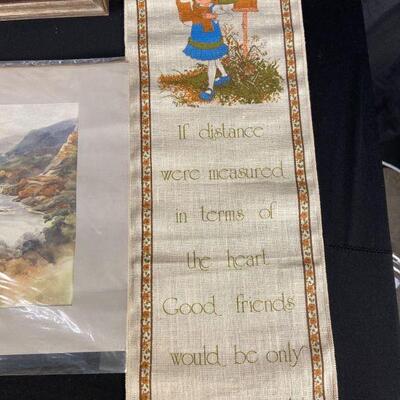 If distance
were measured
in terms of
the heart
Good friends
would be only